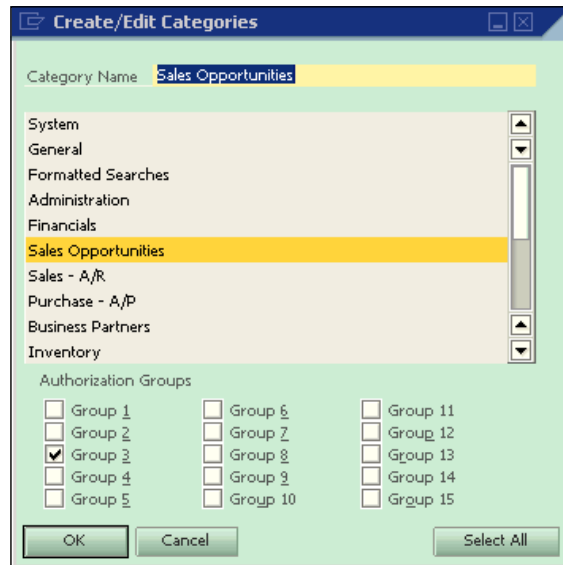 Create/Edit Categories
Category Name Sales Opportunities
System
General
Formatted Searches
Administration
Financials
Sales Opportunities
Sales - A/R
Purchase - A/P
Business Partners
Inventory
Authorization Groups
Group 1 Group 6 Group 11
Group 2 Group 7 Group 12
Group 3 Group 8 Group 13
Group 4 Group 9 Group 14
Group 5 Group 10 Group 15
OK Cancel Select All